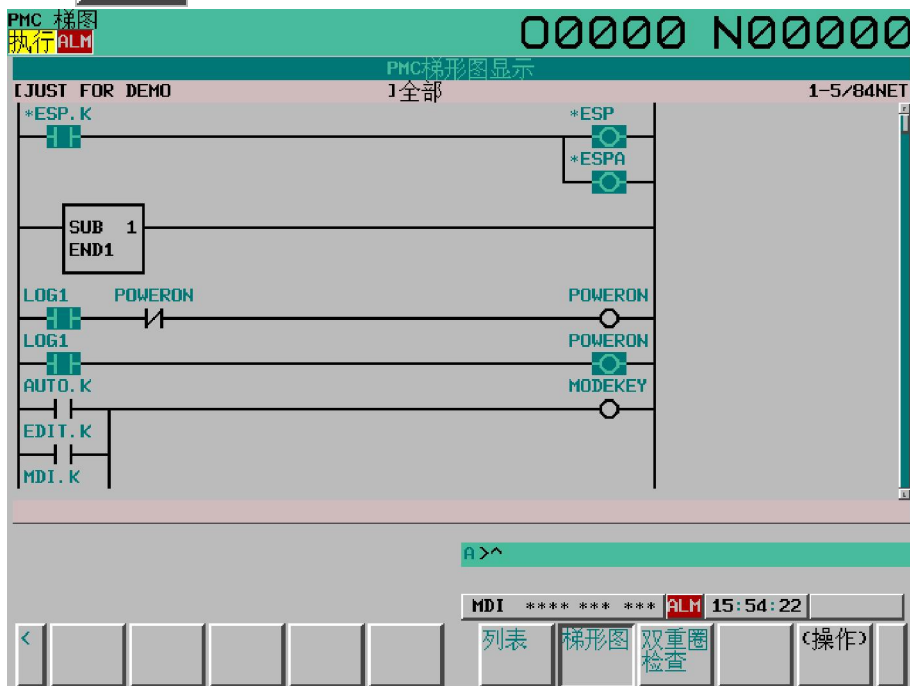 PMC 梯图
执行 ALM
O0000 N00000
PMC梯形图显示
[JUST FOR DEMO ]全部 1-5/84NET
*ESP.K *ESP
*ESPA
SUB 1
END1
LOG1 POWERON POWERON
LOG1 POWERON
AUTO.K MODEKEY
EDIT.K
MDI.K
A>^
MDI **** *** *** ALM 15:54:22
< 列表 梯形图 双重圈检查 (操作)